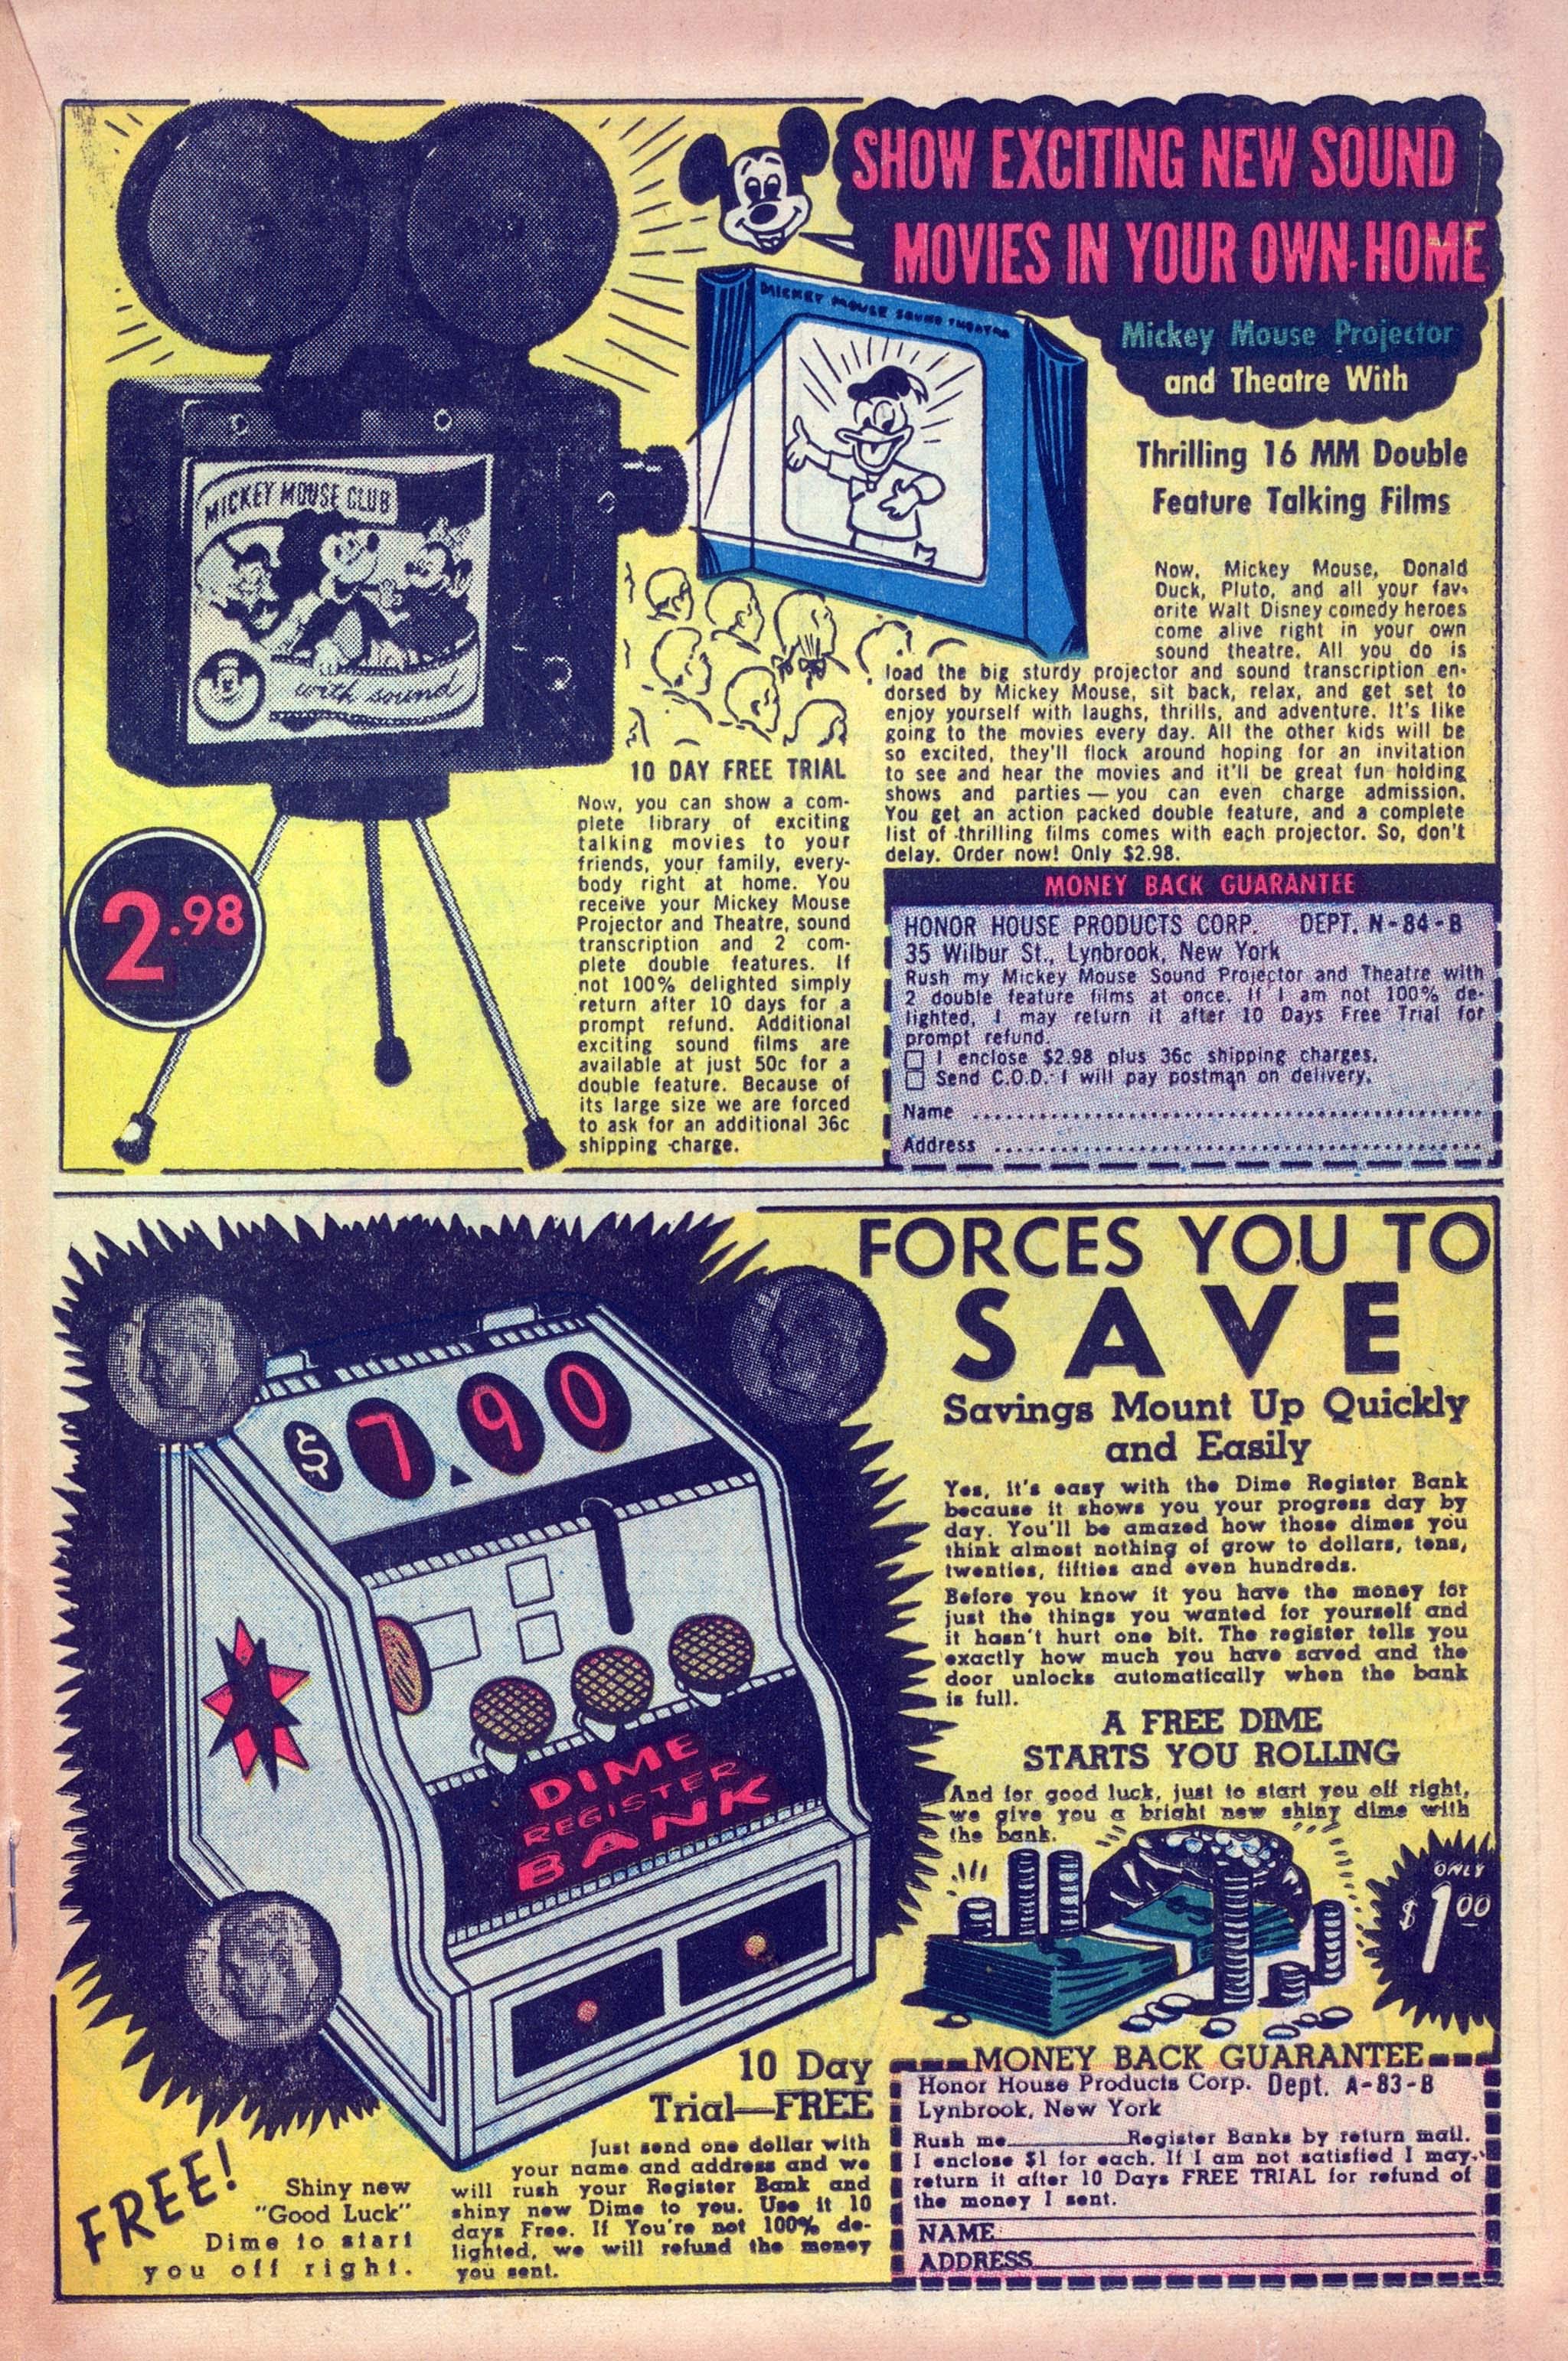 SHOW EXCITING NEW SOUND
MOVIES IN YOUR OWN HOME
Mickey Mouse Projector
and Theatre With
MICKEY MOUSE SOUND THEATRE
Thrilling 16 MM Double
Feature Talking Films
MICKEY MOUSE CLUB
with sound
2.98
Now, Mickey Mouse, Donald
Duck, Pluto, and all your fav-
orite Walt Disney comedy heroes
come alive right in your own
sound theatre. All you do is
load the big sturdy projector and sound transcription en-
dorsed by Mickey Mouse, sit back, relax, and get set to
enjoy yourself with laughs, thrills, and adventure. It's like
going to the movies every day. All the other kids will be
so excited, they'll flock around hoping for an invitation
to see and hear the movies and it'll be great fun holding
shows and parties — you can even charge admission.
You get an action packed double feature, and a complete
list of thrilling films comes with each projector. So, don't
delay. Order now! Only $2.98.
10 DAY FREE TRIAL
Now, you can show a com-
plete library of exciting
talking movies to your
friends, your family, every-
body right at home. You
receive your Mickey Mouse
Projector and Theatre, sound
transcription and 2 com-
plete double features. If
not 100% delighted simply
return after 10 days for a
prompt refund. Additional
exciting sound films are
available at just 50c for a
double feature. Because of
its large size we are forced
to ask for an additional 36c
shipping charge.
MONEY BACK GUARANTEE
HONOR HOUSE PRODUCTS CORP. DEPT. N-84-B
35 Wilbur St., Lynbrook, New York
Rush my Mickey Mouse Sound Projector and Theatre with
2 double feature films at once. If I am not 100% de-
lighted, I may return it after 10 Days Free Trial for
prompt refund.
I enclose $2.98 plus 36c shipping charges.
Send C.O.D. I will pay postman on delivery.
Name
Address
FORCES YOU TO
SAVE
Savings Mount Up Quickly
and Easily
Yes, it's easy with the Dime Register Bank
because it shows you your progress day by
day. You'll be amazed how those dimes you
think almost nothing of grow to dollars, tens,
twenties, fifties and even hundreds.
Before you know it you have the money for
just the things you wanted for yourself and
it hasn't hurt one bit. The register tells you
exactly how much you have saved and the
door unlocks automatically when the bank
is full.
A FREE DIME
STARTS YOU ROLLING
And for good luck, just to start you off right,
we give you a bright new shiny dime with
the bank.
ONLY
$1.00
$7.90
DIME
REGISTER
BANK
10 Day
Trial—FREE
Just send one dollar with
your name and address and we
will rush your Register Bank and
shiny new Dime to you. Use it 10
days Free. If You're not 100% de-
lighted, we will refund the money
you sent.
FREE!
Shiny new
"Good Luck"
Dime to start
you off right.
MONEY BACK GUARANTEE
Honor House Products Corp. Dept. A-83-B
Lynbrook, New York
Rush me Register Banks by return mail.
I enclose $1 for each. If I am not satisfied I may
return it after 10 Days FREE TRIAL for refund of
the money I sent.
NAME
ADDRESS